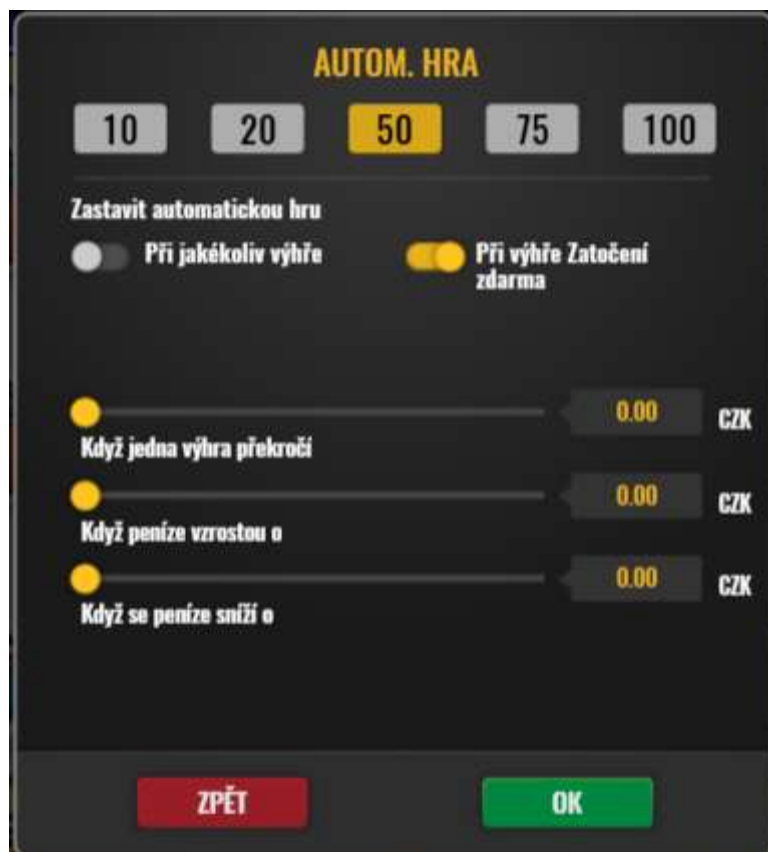 AUTOM. HRA
10 20 50 75 100
Zastavit automatickou hru
Při jakékoliv výhře
Při výhře Zatočení
zdarma
0.00 CZK
Když jedna výhra překročí
0.00 CZK
Když peníze vzrostou o
0.00 CZK
Když se peníze sníží o
ZPĚT OK